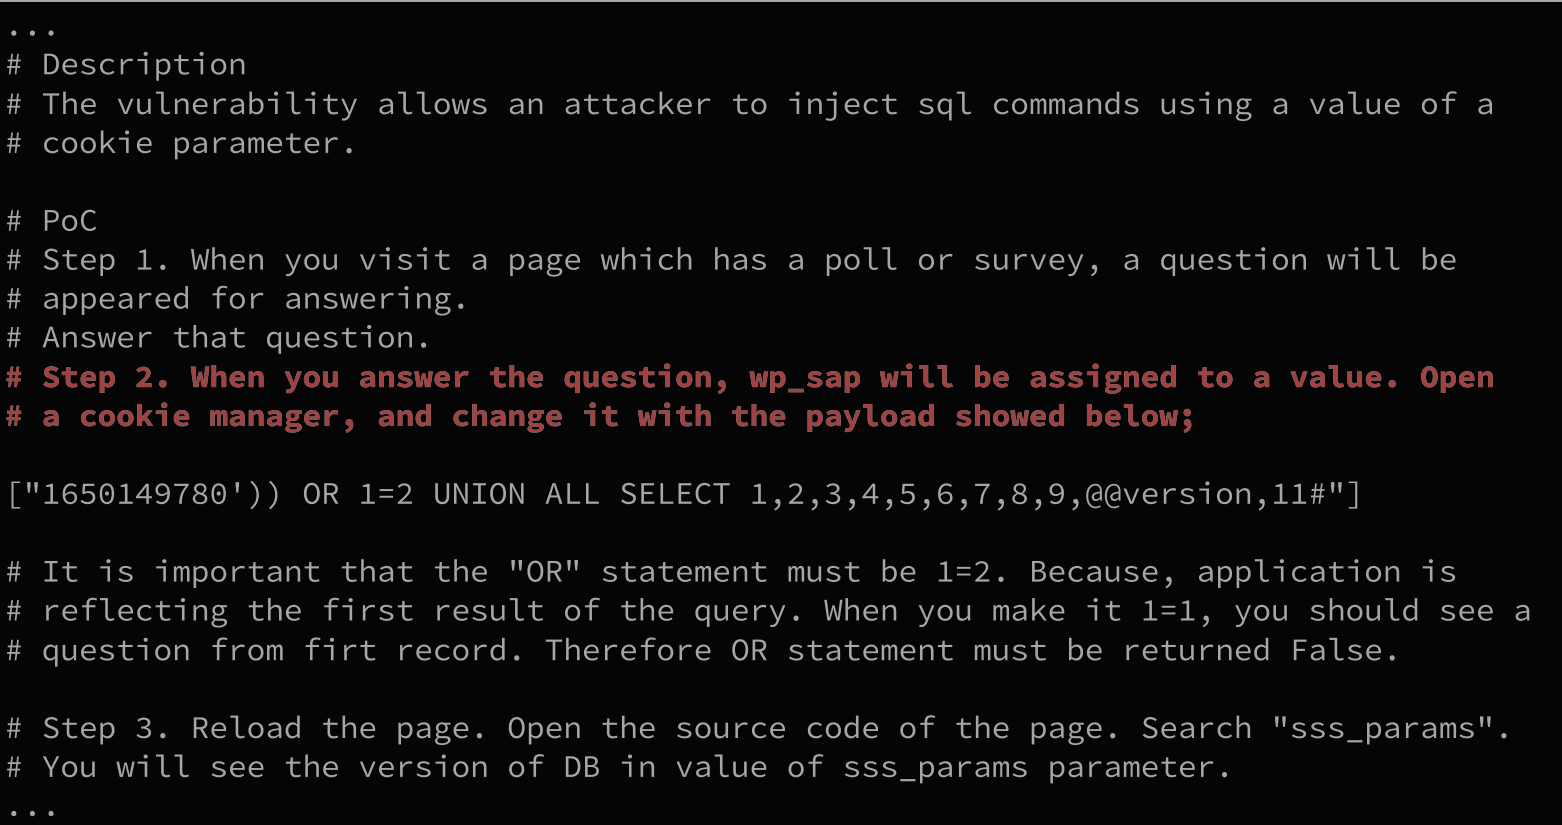 ...
# Description
# The vulnerability allows an attacker to inject sql commands using a value of a
# cookie parameter.
# PoC
# Step 1. When you visit a page which has a poll or survey, a question will be
# appeared for answering.
# Answer that question.
# Step 2. When you answer the question, wp_sap will be assigned to a value. Open
# a cookie manager, and change it with the payload showed below;
["1650149780')) OR 1=2 UNION ALL SELECT 1,2,3,4,5,6,7,8,9,@@version,11#"]
# It is important that the "OR" statement must be 1=2. Because, application is
# reflecting the first result of the query. When you make it 1=1, you should see a
# question from firt record. Therefore OR statement must be returned False.
# Step 3. Reload the page. Open the source code of the page. Search "sss_params".
# You will see the version of DB in value of sss_params parameter.
...